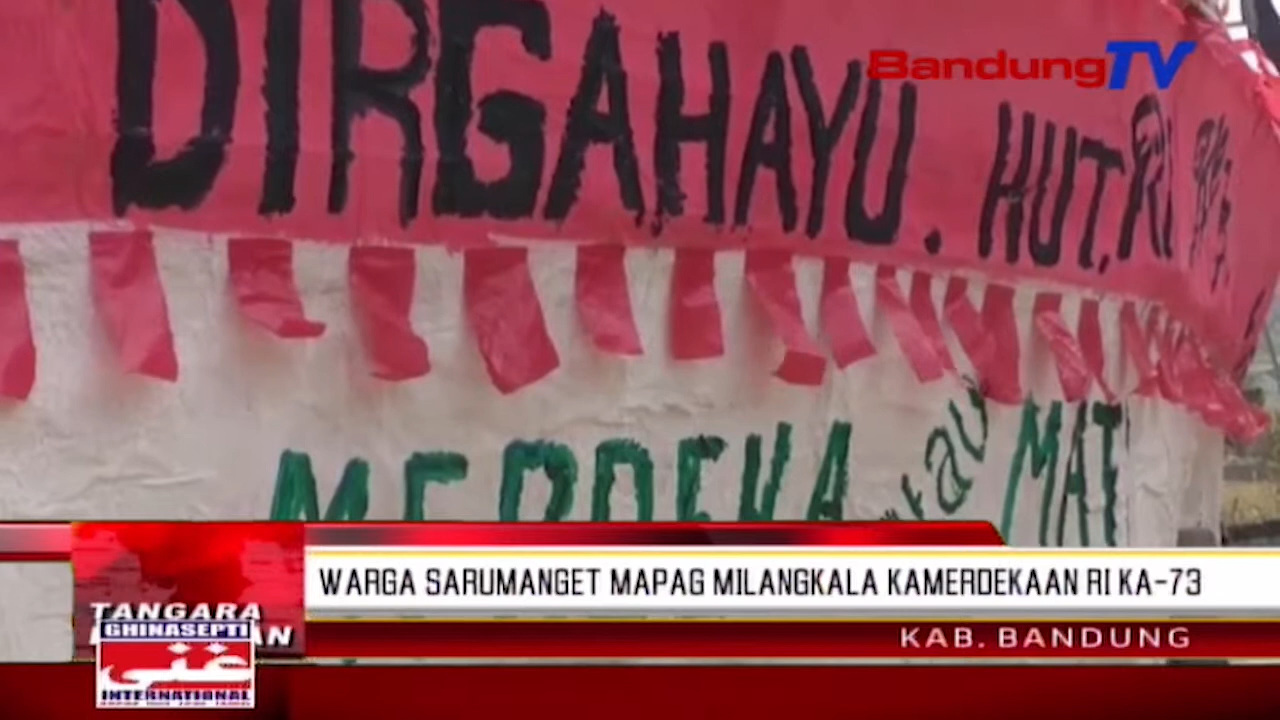 BandungTV
DIRGAHAYU. HUT. RI
MERDEKA atau MATI
WARGA SARUMANGET MAPAG MILANGKALA KAMERDEKAAN RI KA-73
KAB. BANDUNG
TANGARA
GHINASEPTI
غنى
INTERNATIONAL